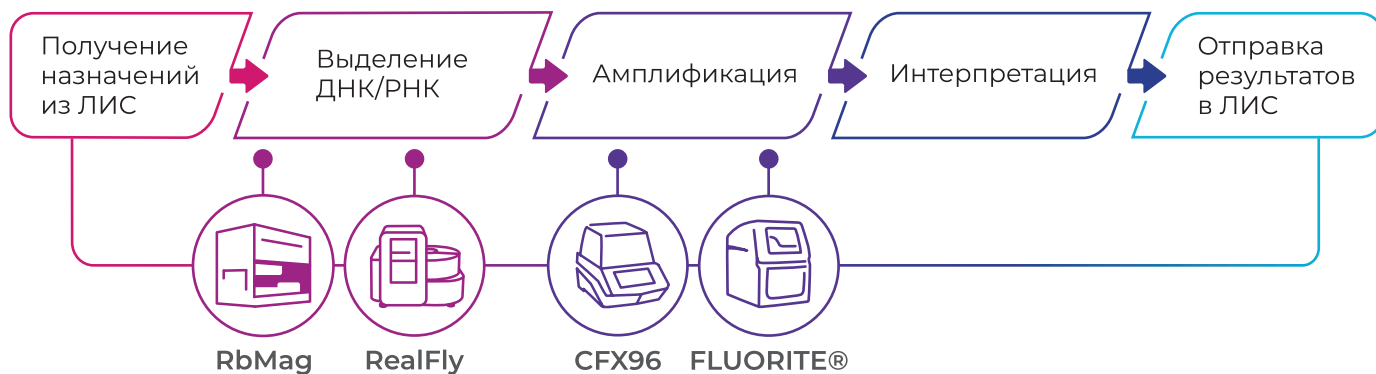 Получение
назначений
из ЛИС
Выделение
ДНК/РНК
Амплификация
Интерпретация
Отправка
результатов
в ЛИС
RbMag
RealFly
CFX96
FLUORITE®